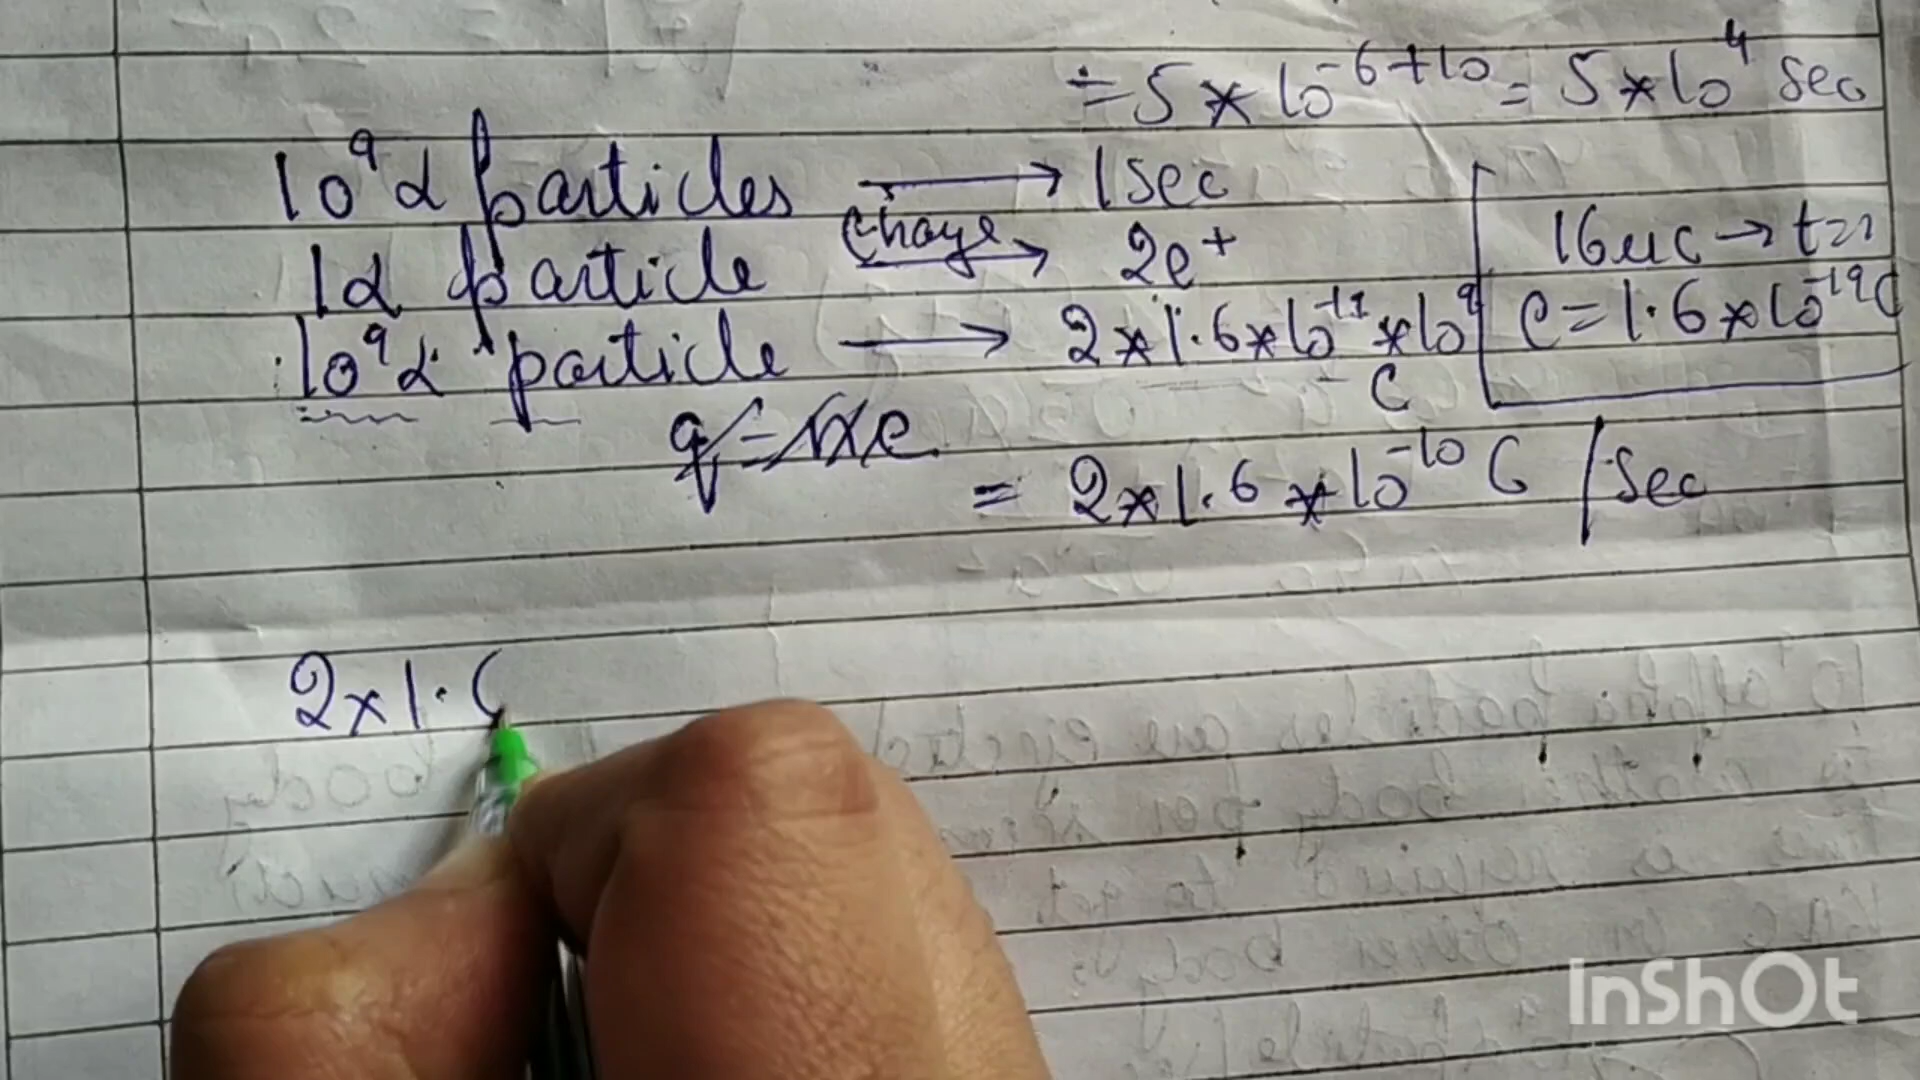 = 5 * 10^-6+10 = 5 * 10^4 Sec
10^9 α particles → 1 Sec
1 α particle charge → 2e+
10^9 α particle → 2 * 1.6 * 10^-19 * 10^9 C
16 μC → t = ?
e = 1.6 * 10^-19 C
q = n x e
= 2 * 1.6 * 10^-10 C / Sec
2 x 1.6
InShOt